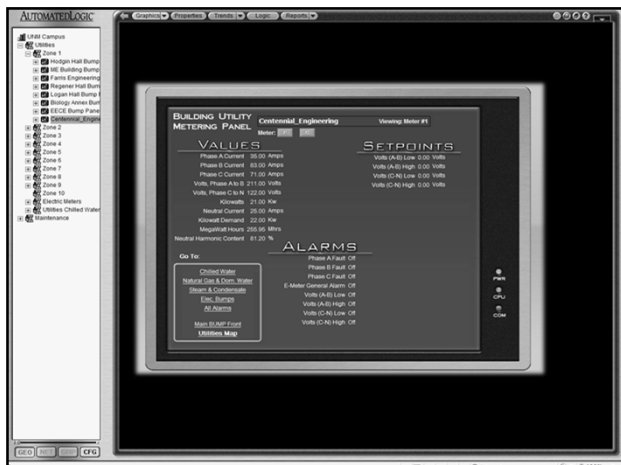 AUTOMATEDLOGIC
Graphics Properties Trends Logic Reports
UNM Campus
Utilities
Zone 1
Hodgin Hall Bump
ME Building Bump
Farris Engineering
Regener Hall Bum
Logan Hall Bump
Biology Annex Bum
EECE Bump Pane
Centennial_Engine
Zone 2
Zone 3
Zone 4
Zone 5
Zone 6
Zone 7
Zone 8
Zone 9
Zone 10
Electric Meters
Utilities Chilled Water
Maintenance
GEO
CFG
BUILDING UTILITY
METERING PANEL
Centennial_Engineering Viewing: Meter #1
Meter:
VALUES
Phase A Current 36.00 Amps
Phase B Current 63.00 Amps
Phase C Current 71.00 Amps
Volts, Phase A to B 211.00 Volts
Volts, Phase C to N 122.00 Volts
Kilowatts 21.00 Kw
Neutral Current 25.00 Amps
Kilowatt Demand 22.00 Kw
MegaWatt Hours 255.95 Mhrs
Neutral Harmonic Content 81.20 %
SETPOINTS
Volts (A-B) Low 0.00 Volts
Volts (A-B) High 0.00 Volts
Volts (C-N) Low 0.00 Volts
Volts (C-N) High 0.00 Volts
ALARMS
Phase A Fault Off
Phase B Fault Off
Phase C Fault Off
E-Meter General Alarm Off
Volts (A-B) Low Off
Volts (A-B) High Off
Volts (C-N) Low Off
Volts (C-N) High Off
Go To:
Chilled Water
Natural Gas & Dom. Water
Steam & Condensate
Elec. Bumps
All Alarms
Main BUMP Front
Utilities Map
PWR
CPU
COM